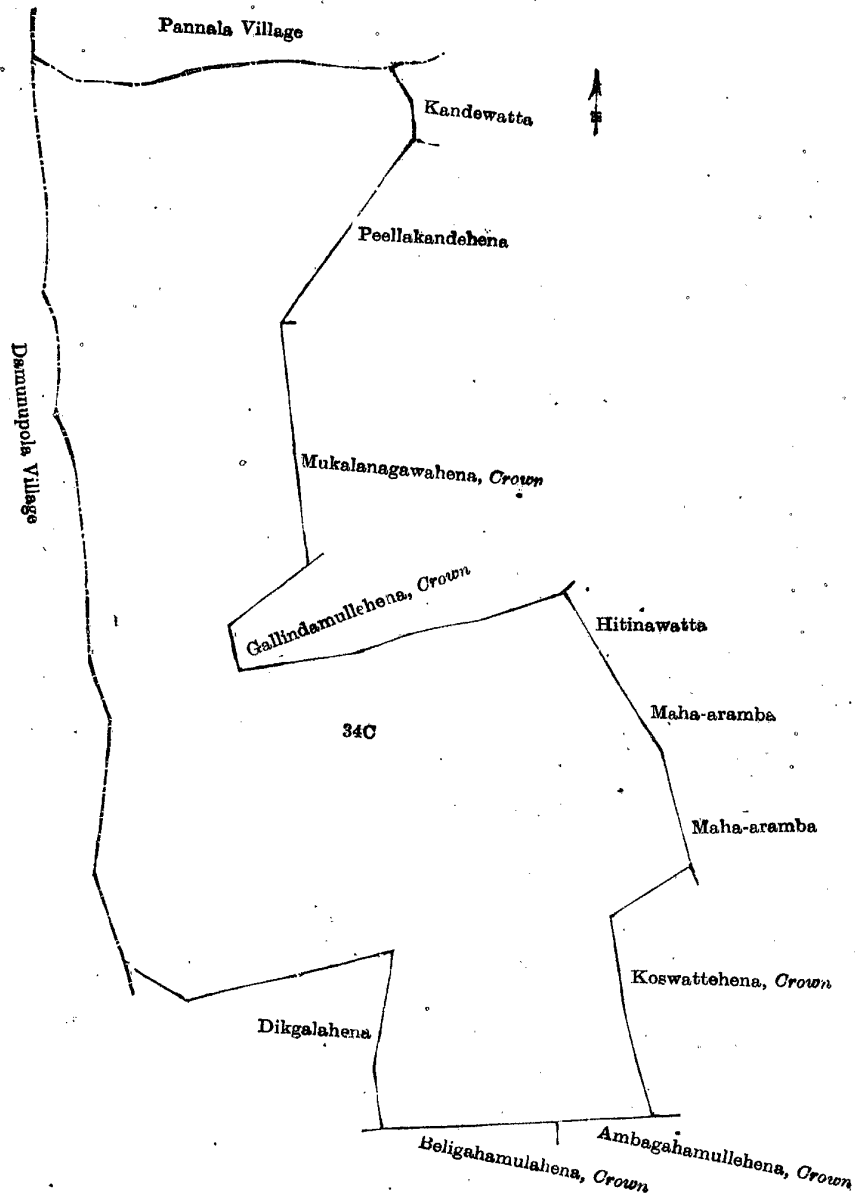 Pannala Village
Kandewatta
Peellakandehena
Damunupola Village
Mukalanagawahena, Crown
Gallindamullehena, Crown
Hitinawatta
Maha-aramba
34C
Maha-aramba
Koswattehena, Crown
Dikgalahena
Beligahamulahena, Crown
Ambagahamullehena, Crown